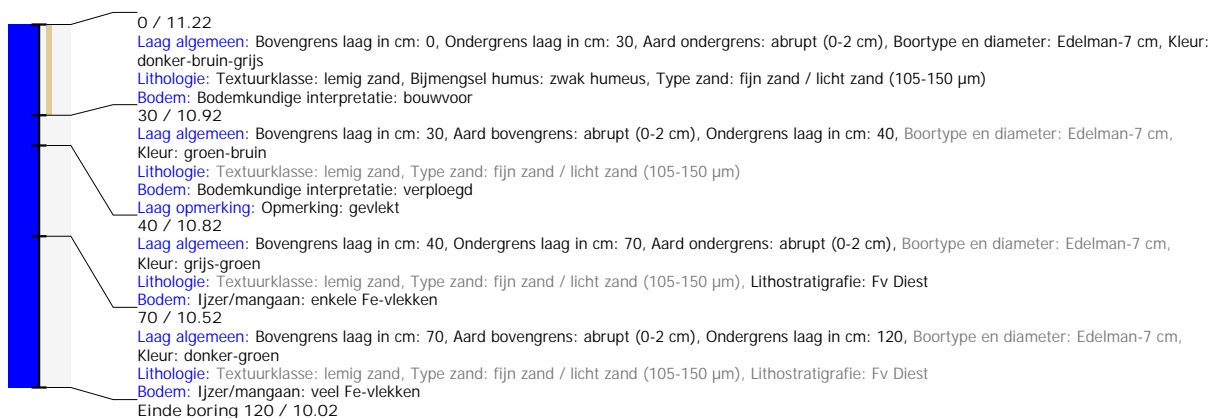 0 / 11.22
Laag algemeen: Bovengrens laag in cm: 0, Ondergrens laag in cm: 30, Aard ondergrens: abrupt (0-2 cm), Boortype en diameter: Edelman-7 cm, Kleur:
donker-bruin-grijs
Lithologie: Textuurklasse: lemig zand, Bijmengsel humus: zwak humeus, Type zand: fijn zand / licht zand (105-150 µm)
Bodem: Bodemkundige interpretatie: bouwvoor
30 / 10.92
Laag algemeen: Bovengrens laag in cm: 30, Aard bovengrens: abrupt (0-2 cm), Ondergrens laag in cm: 40, Boortype en diameter: Edelman-7 cm,
Kleur: groen-bruin
Lithologie: Textuurklasse: lemig zand, Type zand: fijn zand / licht zand (105-150 µm)
Bodem: Bodemkundige interpretatie: verploegd
Laag opmerking: Opmerking: gevlekt
40 / 10.82
Laag algemeen: Bovengrens laag in cm: 40, Ondergrens laag in cm: 70, Aard ondergrens: abrupt (0-2 cm), Boortype en diameter: Edelman-7 cm,
Kleur: grijs-groen
Lithologie: Textuurklasse: lemig zand, Type zand: fijn zand / licht zand (105-150 µm), Lithostratigrafie: Fv Diest
Bodem: Ijzer/mangaan: enkele Fe-vlekken
70 / 10.52
Laag algemeen: Bovengrens laag in cm: 70, Aard bovengrens: abrupt (0-2 cm), Ondergrens laag in cm: 120, Boortype en diameter: Edelman-7 cm,
Kleur: donker-groen
Lithologie: Textuurklasse: lemig zand, Type zand: fijn zand / licht zand (105-150 µm), Lithostratigrafie: Fv Diest
Bodem: Ijzer/mangaan: veel Fe-vlekken
Einde boring 120 / 10.02